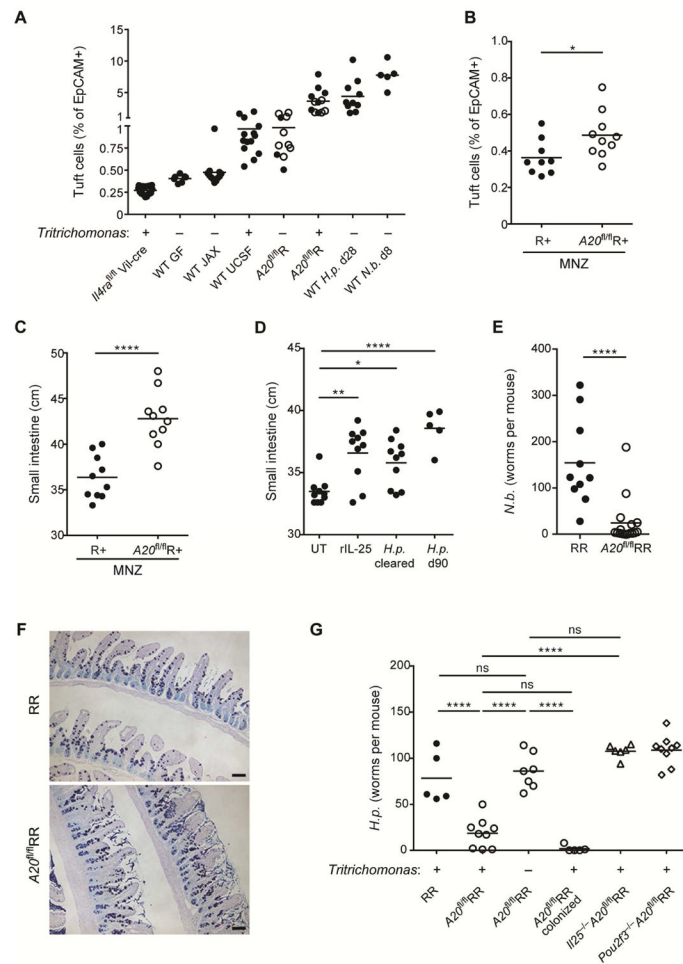 A
Tuft cells (% of EpCAM+)
15
10
5
1
1
0.75
0.50
0.25
0
Tritrichomonas: + – – + – + – –
Il4ra fl/fl Vil-cre
WT GF
WT JAX
WT UCSF
A20fl/flR
A20fl/flR
WT H.p. d28
WT N.b. d8
B
*
Tuft cells (% of EpCAM+)
1.0
0.8
0.6
0.4
0.2
0
R+ A20fl/flR+
MNZ
C
****
Small intestine (cm)
50
45
40
35
30
R+ A20fl/flR+
MNZ
D
****
*
**
Small intestine (cm)
45
40
35
30
UT rIL-25 H.p. cleared H.p. d90
E
****
N.b. (worms per mouse)
400
300
200
100
0
RR A20fl/flRR
F
RR
A20fl/flRR
G
ns
****
ns
ns
**** **** ****
H.p. (worms per mouse)
200
150
100
50
0
Tritrichomonas: + + – + + +
RR
A20fl/flRR
A20fl/flRR
A20fl/flRR colonized
Il25–/– A20fl/flRR
Pou2f3–/– A20fl/flRR